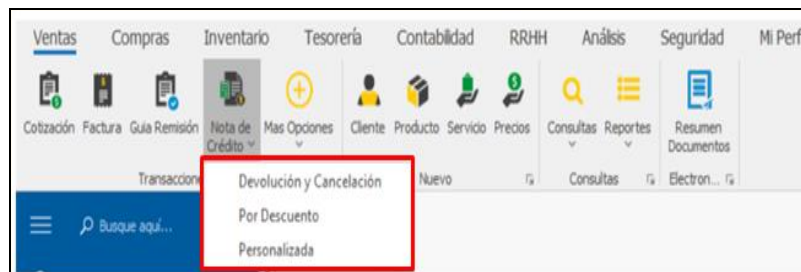 Ventas Compras Inventario Tesorería Contabilidad RRHH Análisis Seguridad Mi Perf
Cotización Factura Guia Remisión Nota de Crédito Mas Opciones Cliente Producto Servicio Precios Consultas Reportes Resumen Documentos
Transaccione Nuevo Consultas Electron...
Devolución y Cancelación
Busque aquí...
Por Descuento
Personalizada